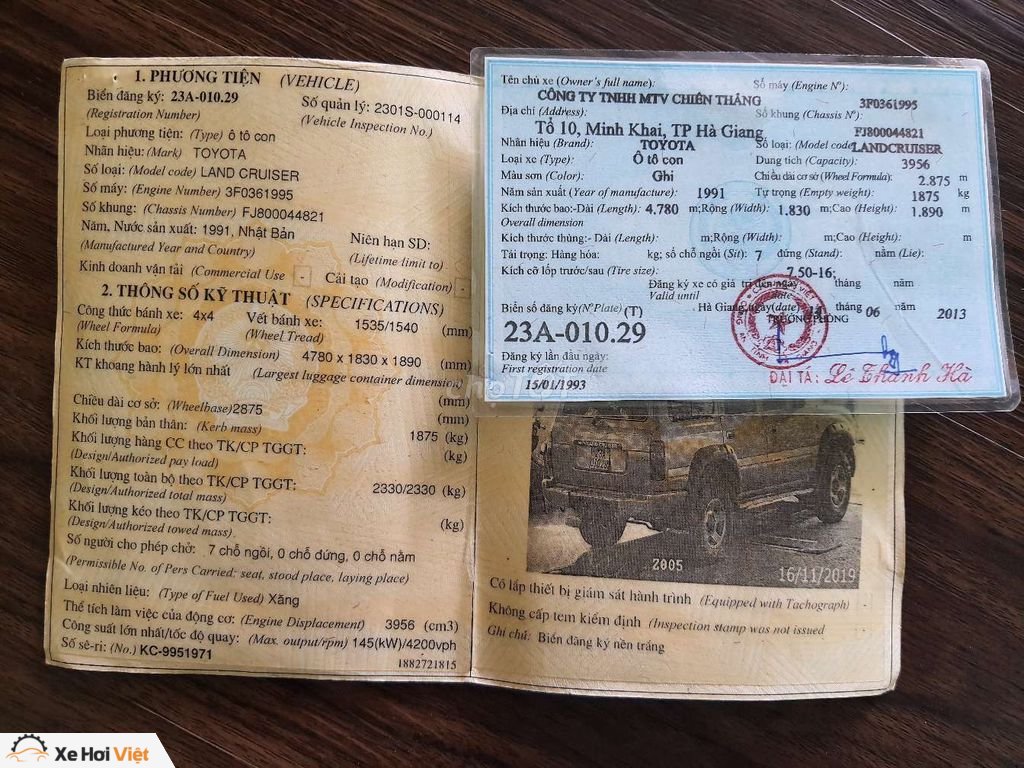 1. PHƯƠNG TIỆN (VEHICLE)
Biển đăng ký: 23A-010.29
(Registration Number)
Số quản lý: 2301S-000114
(Vehicle Inspection No.)
Loại phương tiện: (Type) ô tô con
Nhãn hiệu: (Mark) TOYOTA
Số loại: (Model code) LAND CRUISER
Số máy: (Engine Number) 3F0361995
Số khung: (Chassis Number) FJ800044821
Năm, Nước sản xuất: 1991, Nhật Bản
(Manufactured Year and Country)
Niên hạn SD:
(Lifetime limit to)
Kinh doanh vận tải (Commercial Use - Cải tạo (Modification) -
2. THÔNG SỐ KỸ THUẬT (SPECIFICATIONS)
Công thức bánh xe: 4x4
(Wheel Formula)
Vết bánh xe: 1535/1540 (mm)
(Wheel Tread)
Kích thước bao: (Overall Dimension) 4780 x 1830 x 1890 (mm)
KT khoang hành lý lớn nhất (Largest luggage container dimension)
(mm)
Chiều dài cơ sở: (Wheelbase) 2875 (mm)
Khối lượng bản thân: (Kerb mass) 1875 (kg)
Khối lượng hàng CC theo TK/CP TGGT: (kg)
(Design/Authorized pay load)
Khối lượng toàn bộ theo TK/CP TGGT: 2330/2330 (kg)
(Design/Authorized total mass)
Khối lượng kéo theo TK/CP TGGT: (kg)
(Design/Authorized towed mass)
Số người cho phép chở: 7 chỗ ngồi, 0 chỗ đứng, 0 chỗ nằm
(Permissible No. of Pers Carried: seat, stood place, laying place)
Loại nhiên liệu: (Type of Fuel Used) Xăng
Thể tích làm việc của động cơ: (Engine Displacement) 3956 (cm3)
Công suất lớn nhất/tốc độ quay: (Max. output/rpm) 145(kW)/4200vph
Số sê-ri: (No.) KC-9951971
1882721815
Tên chủ xe (Owner's full name):
CÔNG TY TNHH MTV CHIẾN THẮNG
Số máy (Engine Nº):
3F0361995
Địa chỉ (Address):
Tổ 10, Minh Khai, TP Hà Giang
Số khung (Chassis Nº):
FJ800044821
Nhãn hiệu (Brand): TOYOTA
Số loại: (Model code LANDCRUISER
Loại xe (Type): Ô tô con
Dung tích (Capacity): 3956
Màu sơn (Color): Ghi
Chiều dài cơ sở (Wheel Formula): 2.875 m
Năm sản xuất (Year of manufacture): 1991
Tự trọng (Empty weight): 1875 kg
Kích thước bao:-Dài (Length): 4.780 m;Rộng (Width): 1.830 m;Cao (Height): 1.890 m
Overall dimension
Kích thước thùng:- Dài (Length): m;Rộng (Width): m;Cao (Height): m
Tải trọng: Hàng hóa: kg; số chỗ ngồi (Sit): 7 đứng (Stand): nằm (Lie):
Kích cỡ lốp trước/sau (Tire size): 7.50-16;
Đăng ký xe có giá trị đến ngày tháng năm
Valid until date
Biển số đăng ký (Nº Plate) (T)
Hà Giang, ngày (date) tháng 06 năm 2013
TRƯỞNG PHÒNG
23A-010.29
Đăng ký lần đầu ngày:
First registration date
15/01/1993
ĐẠI TÁ: Lê Thanh Hà
Z005
16/11/2019
Có lắp thiết bị giám sát hành trình (Equipped with Tachograph)
Không cấp tem kiểm định (Inspection stamp was not issued
Ghi chú: Biển đăng ký nền trắng
Xe Hơi Việt